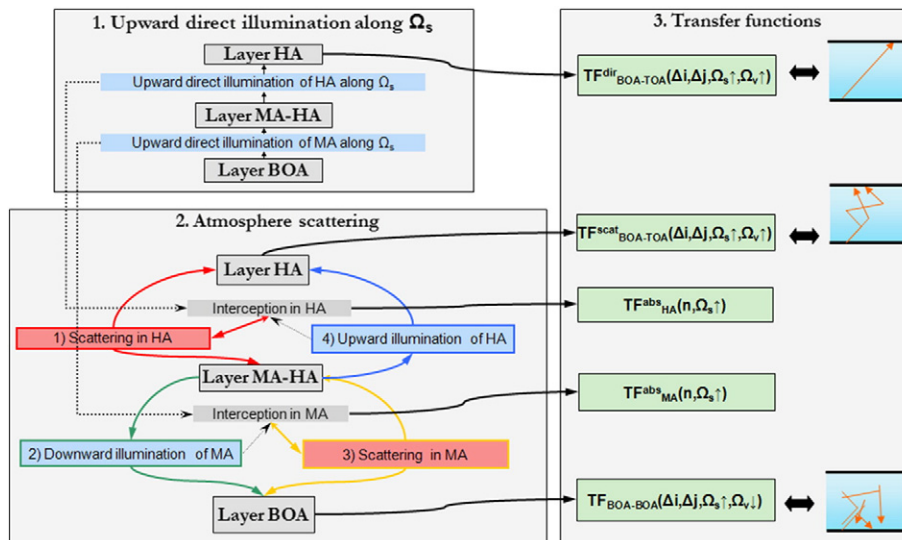 1. Upward direct illumination along Ωs
Layer HA
Upward direct illumination of HA along Ωs
Layer MA-HA
Upward direct illumination of MA along Ωs
Layer BOA
2. Atmosphere scattering
Layer HA
Interception in HA
1) Scattering in HA
4) Upward illumination of HA
Layer MA-HA
Interception in MA
2) Downward illumination of MA
3) Scattering in MA
Layer BOA
3. Transfer functions
TFdirBOA-TOA(Δi,Δj,Ωs↑,Ωv↑)
TFscatBOA-TOA(Δi,Δj,Ωs↑,Ωv↑)
TFabsHA(n,Ωs↑)
TFabsMA(n,Ωs↑)
TFBOA-BOA(Δi,Δj,Ωs↑,Ωv↓)